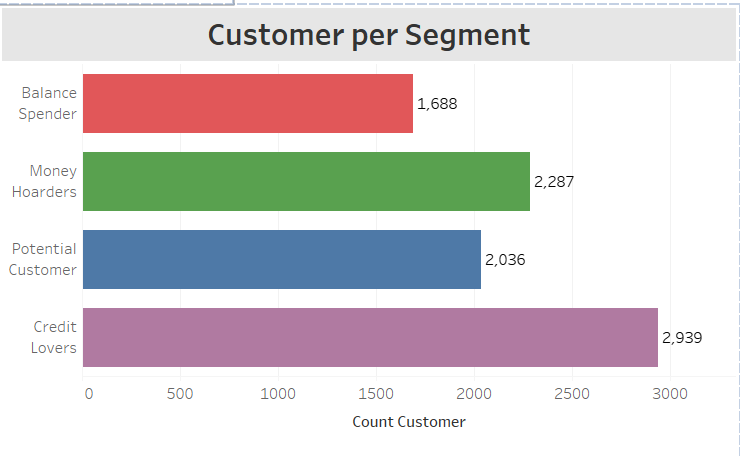 Customer per Segment
Balance
Spender
1,688
Money
Hoarders
2,287
Potential
Customer
2,036
Credit
Lovers
2,939
0 500 1000 1500 2000 2500 3000
Count Customer